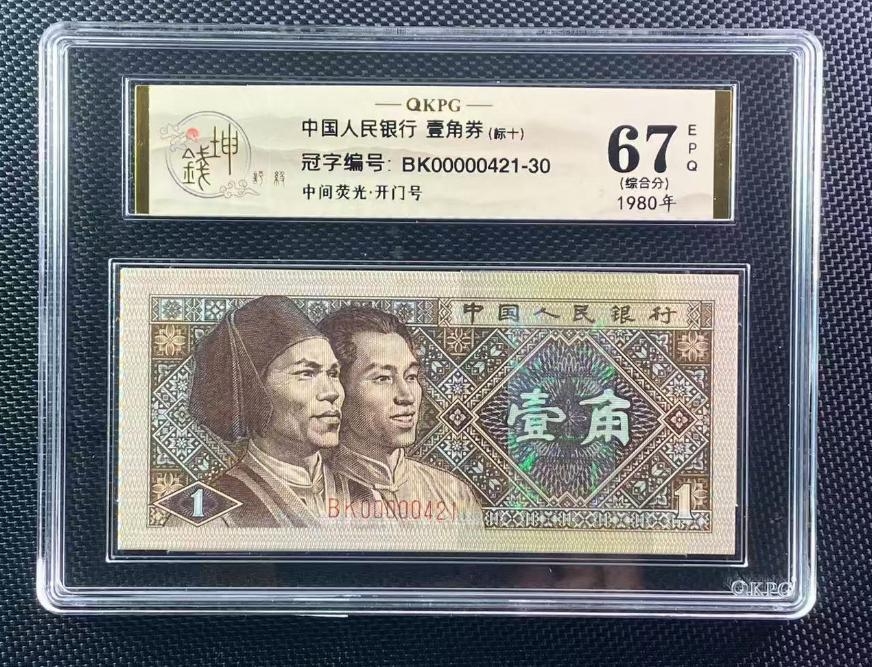 QKPG
中国人民银行 壹角券(标十)
冠字编号: BK00000421-30
中间荧光·开门号
坤
錢
67
EPQ
(综合分)
1980年
中国人民银行
壹角
1
BK00000421
1
QKPG